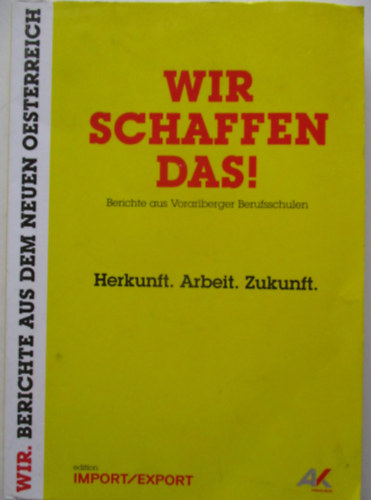 WIR. BERICHTE AUS DEM NEUEN OESTERREICH
WIR
SCHAFFEN
DAS!
Berichte aus Vorarlberger Berufsschulen
Herkunft. Arbeit. Zukunft.
edition
IMPORT/EXPORT
AK